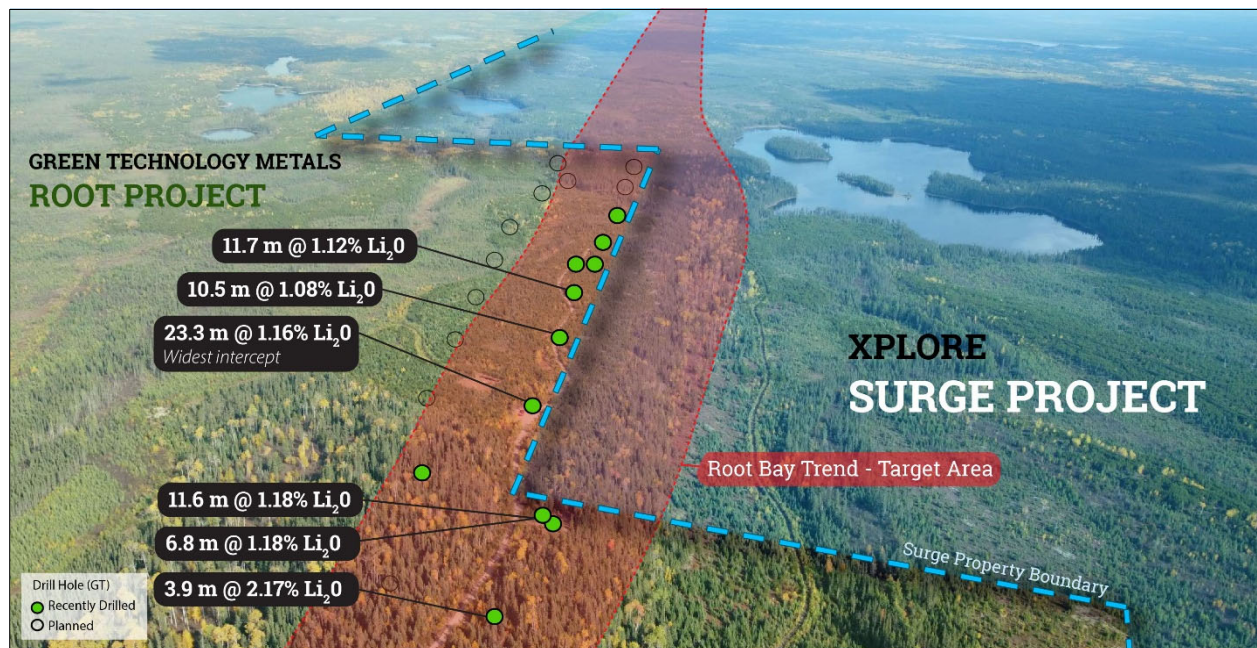 GREEN TECHNOLOGY METALS
ROOT PROJECT
11.7 m @ 1.12% Li₂0
10.5 m @ 1.08% Li₂0
23.3 m @ 1.16% Li₂0
Widest intercept
11.6 m @ 1.18% Li₂0
6.8 m @ 1.18% Li₂0
3.9 m @ 2.17% Li₂0
XPLORE
SURGE PROJECT
Root Bay Trend - Target Area
Surge Property Boundary
Drill Hole (GT)
Recently Drilled
Planned